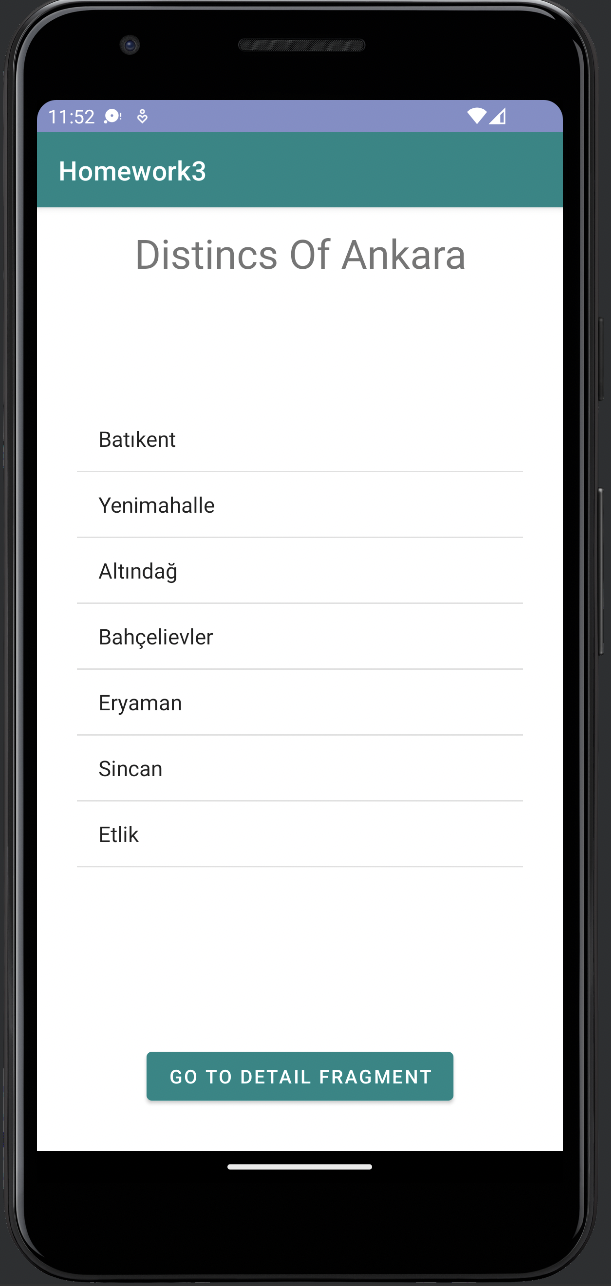 11:52
Homework3
Distincs Of Ankara
Batıkent
Yenimahalle
Altındağ
Bahçelievler
Eryaman
Sincan
Etlik
GO TO DETAIL FRAGMENT